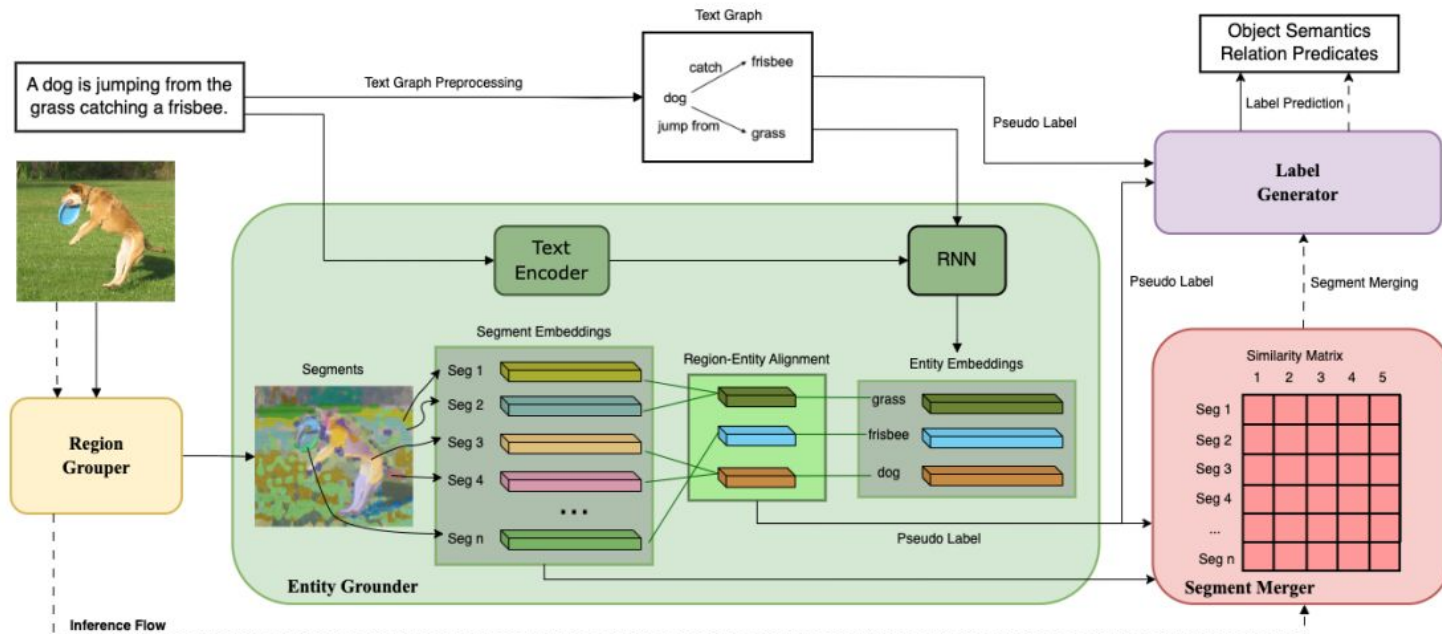 Text Graph
Object Semantics
Relation Predicates
A dog is jumping from the
grass catching a frisbee.
Text Graph Preprocessing
catch
frisbee
dog
jump from
grass
Pseudo Label
Label Prediction
Label
Generator
Text
Encoder
RNN
Pseudo Label
Segment Merging
Segment Embeddings
Region-Entity Alignment
Entity Embeddings
Segments
Seg 1
Seg 2
Seg 3
Seg 4
...
Seg n
grass
frisbee
dog
Region
Grouper
Similarity Matrix
1 2 3 4 5
Seg 1
Seg 2
Seg 3
Seg 4
...
Seg n
Pseudo Label
Entity Grounder
Segment Merger
Inference Flow